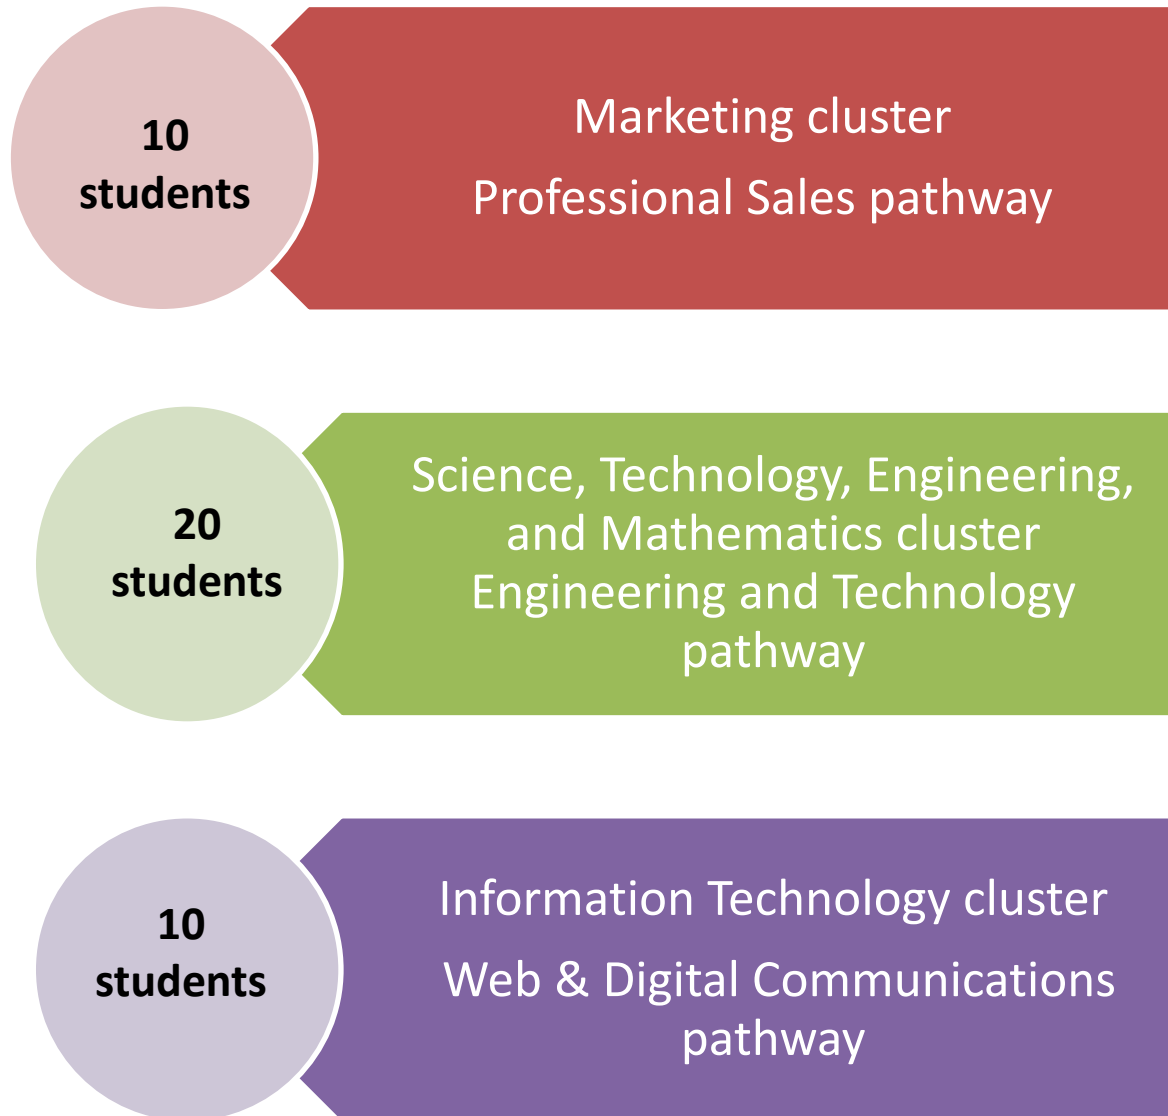 10
students
Marketing cluster
Professional Sales pathway
20
students
Science, Technology, Engineering,
and Mathematics cluster
Engineering and Technology
pathway
10
students
Information Technology cluster
Web & Digital Communications
pathway